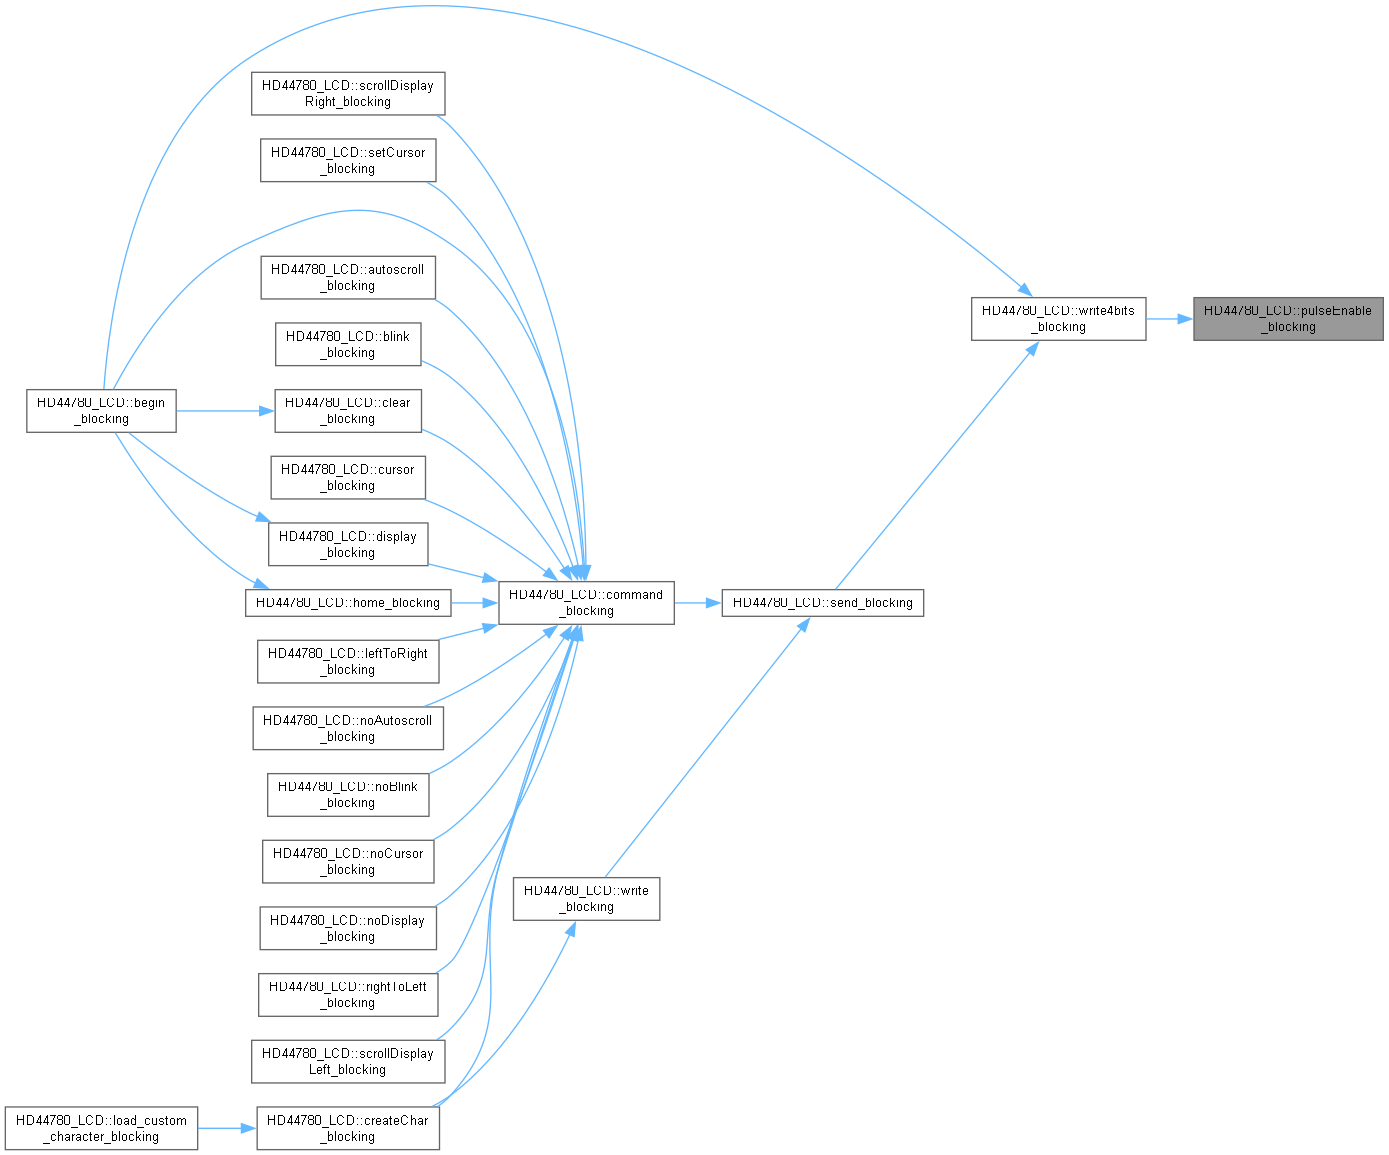 HD44780_LCD::scrollDisplay
Right_blocking
HD44780_LCD::setCursor
_blocking
HD44780_LCD::autoscroll
_blocking
HD44780_LCD::write4bits
_blocking
HD44780_LCD::pulseEnable
_blocking
HD44780_LCD::blink
_blocking
HD44780_LCD::begin
_blocking
HD44780_LCD::clear
_blocking
HD44780_LCD::cursor
_blocking
HD44780_LCD::display
_blocking
HD44780_LCD::home_blocking
HD44780_LCD::command
_blocking
HD44780_LCD::send_blocking
HD44780_LCD::leftToRight
_blocking
HD44780_LCD::noAutoscroll
_blocking
HD44780_LCD::noBlink
_blocking
HD44780_LCD::noCursor
_blocking
HD44780_LCD::write
_blocking
HD44780_LCD::noDisplay
_blocking
HD44780_LCD::rightToLeft
_blocking
HD44780_LCD::scrollDisplay
Left_blocking
HD44780_LCD::load_custom
_character_blocking
HD44780_LCD::createChar
_blocking